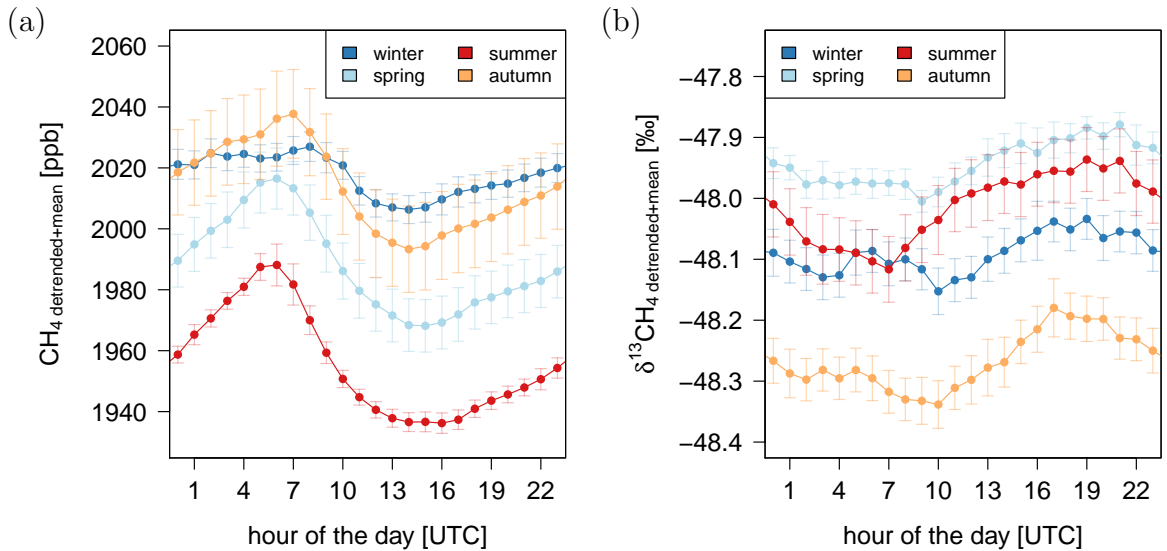 (a)
CH4 detrended+mean [ppb]
2060
2040
2020
2000
1980
1960
1940
winter
spring
summer
autumn
1 4 7 10 13 16 19 22
hour of the day [UTC]
(b)
δ¹³CH4 detrended+mean [‰]
−47.8
−47.9
−48.0
−48.1
−48.2
−48.3
−48.4
winter
spring
summer
autumn
1 4 7 10 13 16 19 22
hour of the day [UTC]